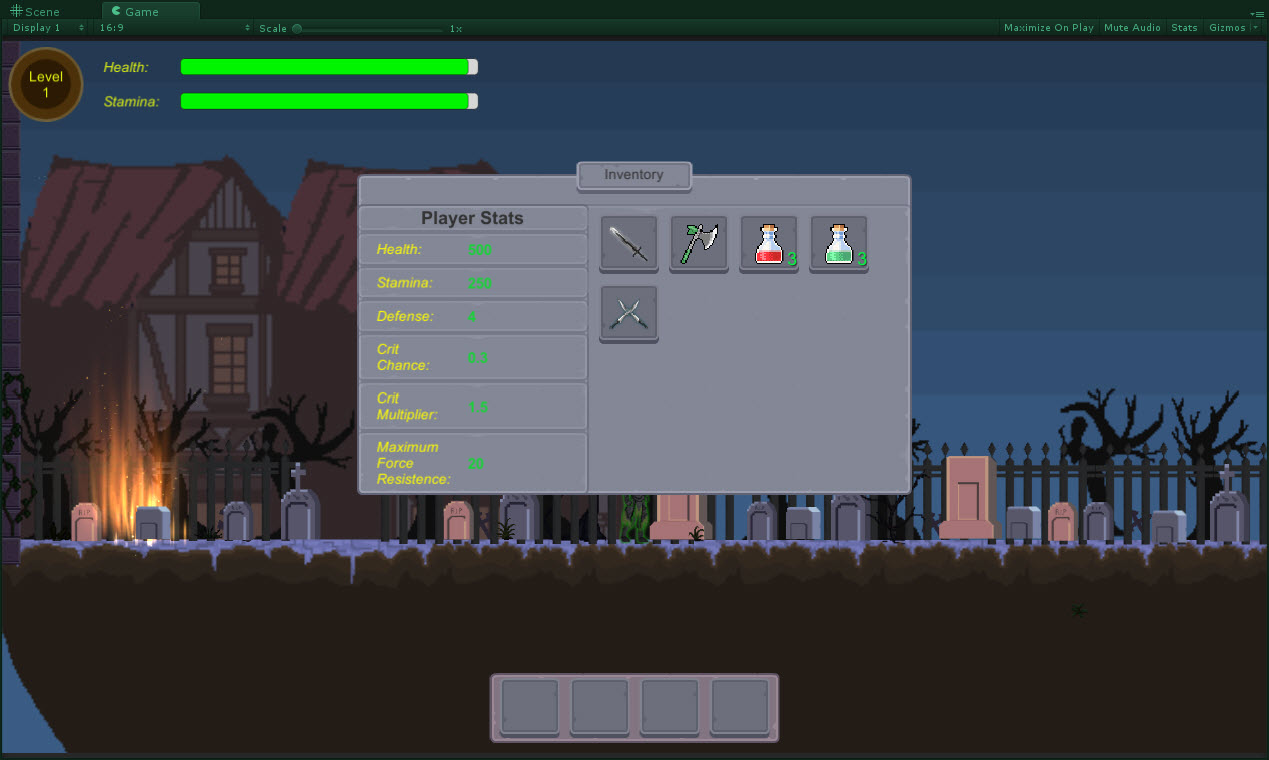 Scene Game
Display 1 16:9 Scale 1x Maximize On Play Mute Audio Stats Gizmos
Level
1
Health:
Stamina:
Inventory
Player Stats
Health: 500
Stamina: 250
Defense: 4
Crit
Chance: 0.3
Crit
Multiplier: 1.5
Maximum
Force
Resistence: 20
3
3
R.I.P
R.I.P
R.I.P
R.I.P
R.I.P